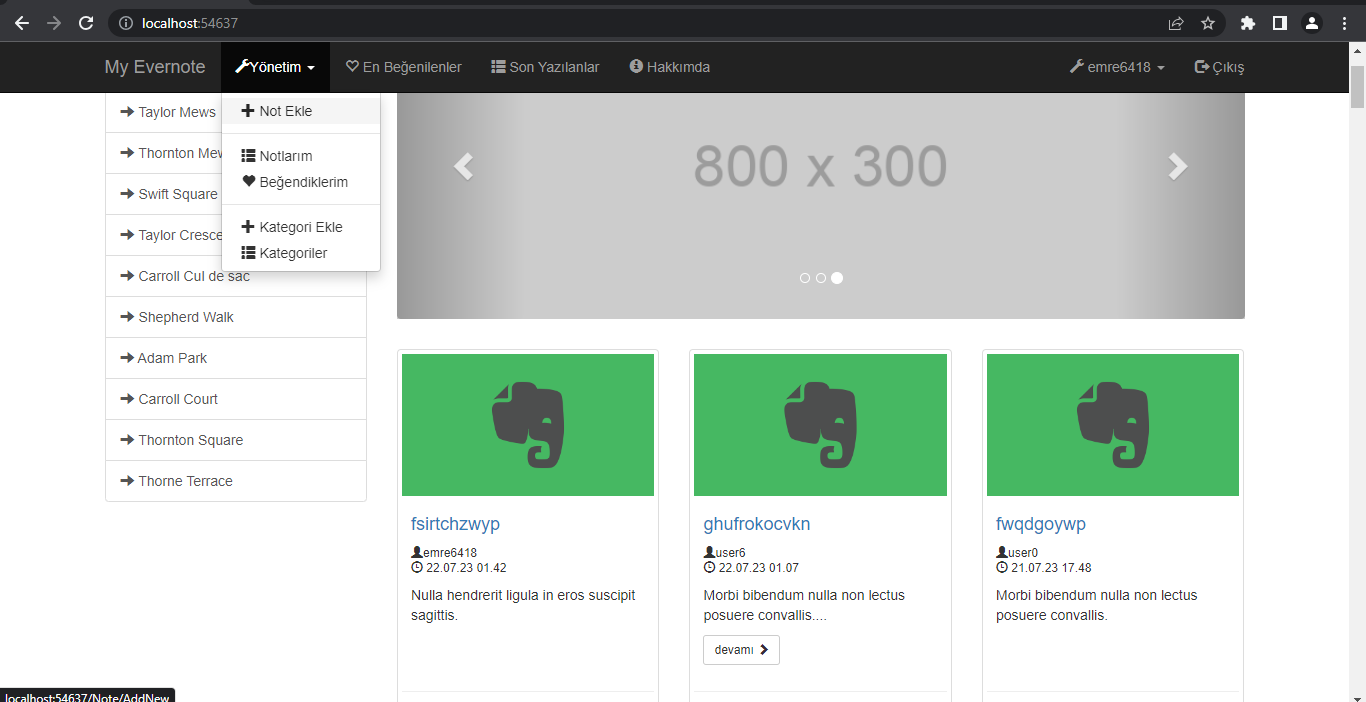 localhost:54637
My Evernote
Yönetim
En Beğenilenler
Son Yazılanlar
Hakkımda
emre6418
Çıkış
Not Ekle
Notlarım
Beğendiklerim
Kategori Ekle
Kategoriler
Taylor Mews
Thornton Mew
Swift Square
Taylor Cresce
Carroll Cul de sac
Shepherd Walk
Adam Park
Carroll Court
Thornton Square
Thorne Terrace
800 x 300
fsirtchzwyp
emre6418
22.07.23 01.42
Nulla hendrerit ligula in eros suscipit
sagittis.
ghufrokocvkn
user6
22.07.23 01.07
Morbi bibendum nulla non lectus
posuere convallis....
devamı
fwqdgoywp
user0
21.07.23 17.48
Morbi bibendum nulla non lectus
posuere convallis.
localhost:54637/Note/AddNew